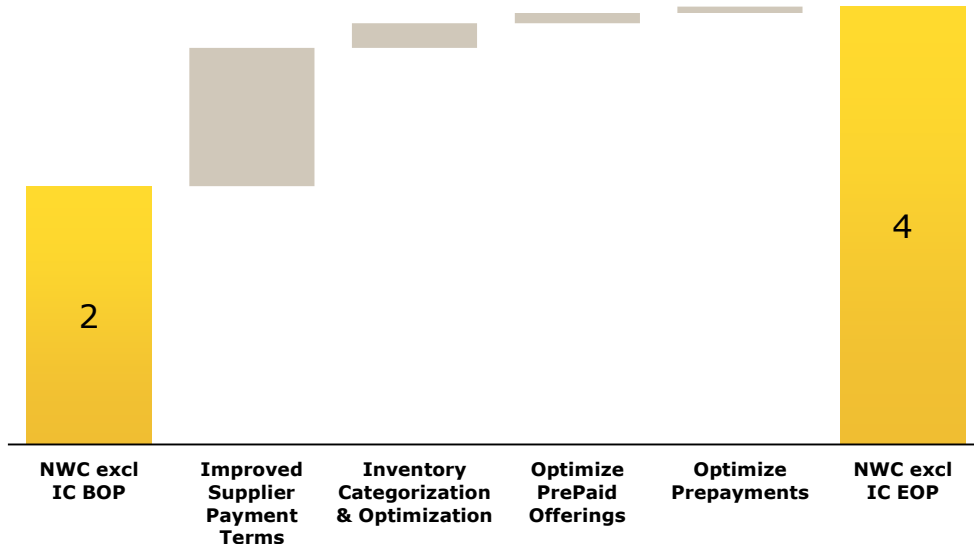 4
2
NWC excl
IC BOP
Improved
Supplier
Payment
Terms
Inventory
Categorization
& Optimization
Optimize
PrePaid
Offerings
Optimize
Prepayments
NWC excl
IC EOP